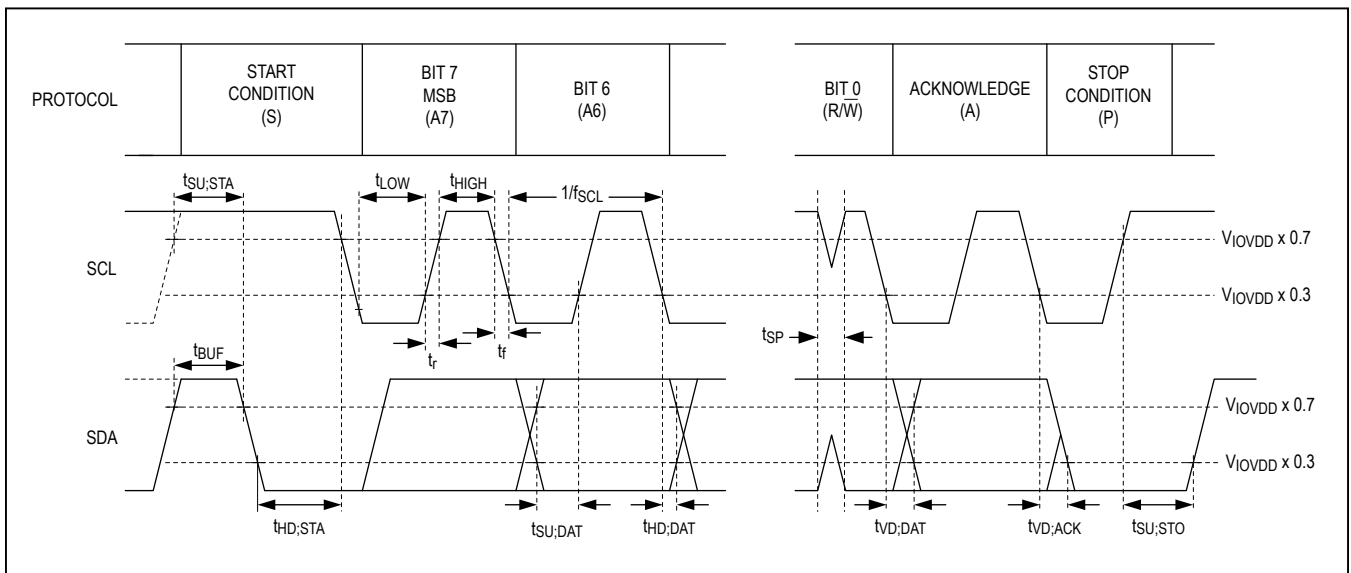 PROTOCOL
START
CONDITION
(S)
BIT 7
MSB
(A7)
BIT 6
(A6)
BIT 0
(R/W̅)
ACKNOWLEDGE
(A)
STOP
CONDITION
(P)
tSU;STA
tLOW
tHIGH
1/fSCL
VIOVDD x 0.7
SCL
VIOVDD x 0.3
tr
tf
tSP
tBUF
VIOVDD x 0.7
SDA
VIOVDD x 0.3
tHD;STA
tSU;DAT
tHD;DAT
tVD;DAT
tVD;ACK
tSU;STO